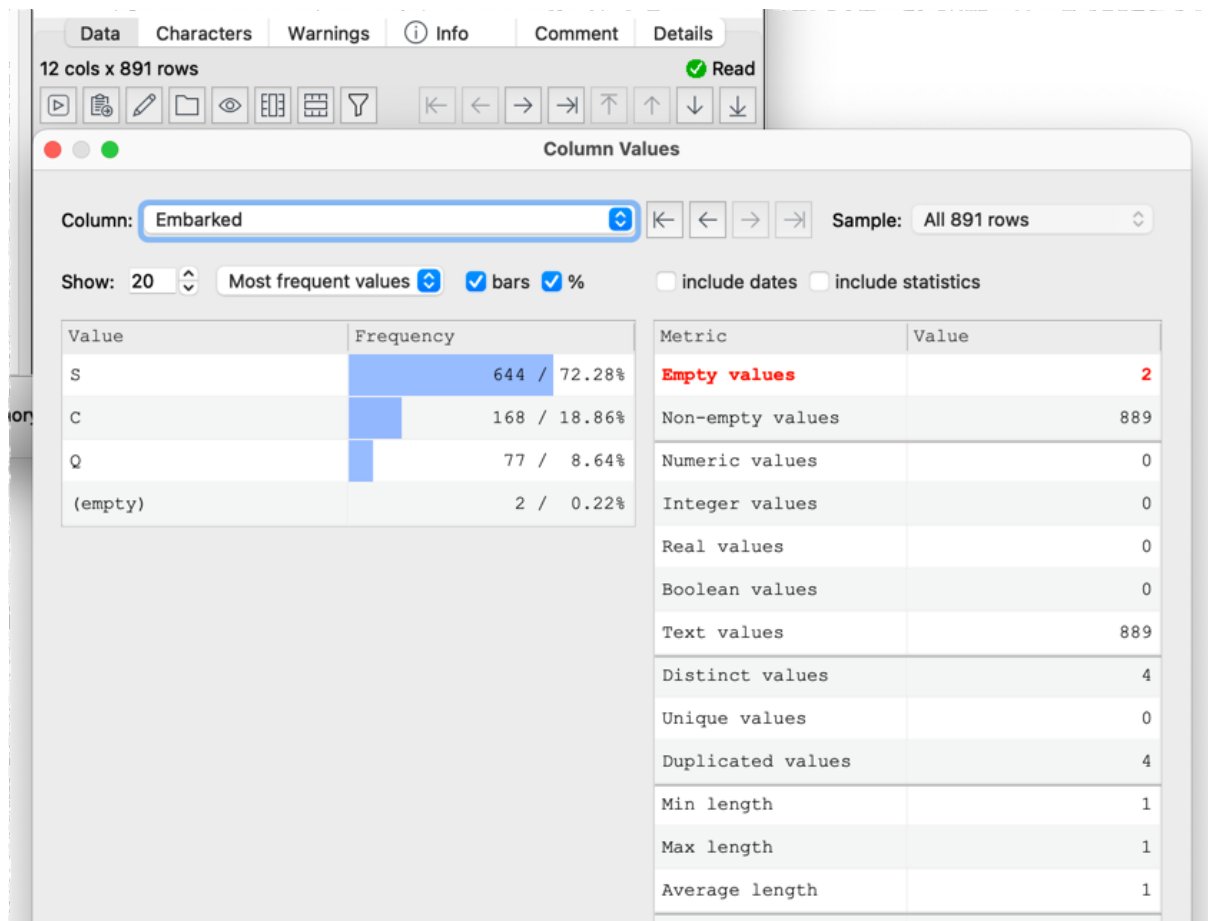 Data Characters Warnings Info Comment Details
12 cols x 891 rows Read
Column Values
Column: Embarked Sample: All 891 rows
Show: 20 Most frequent values bars % include dates include statistics
Value Frequency
S 644 / 72.28%
C 168 / 18.86%
Q 77 / 8.64%
(empty) 2 / 0.22%
Metric Value
Empty values 2
Non-empty values 889
Numeric values 0
Integer values 0
Real values 0
Boolean values 0
Text values 889
Distinct values 4
Unique values 0
Duplicated values 4
Min length 1
Max length 1
Average length 1